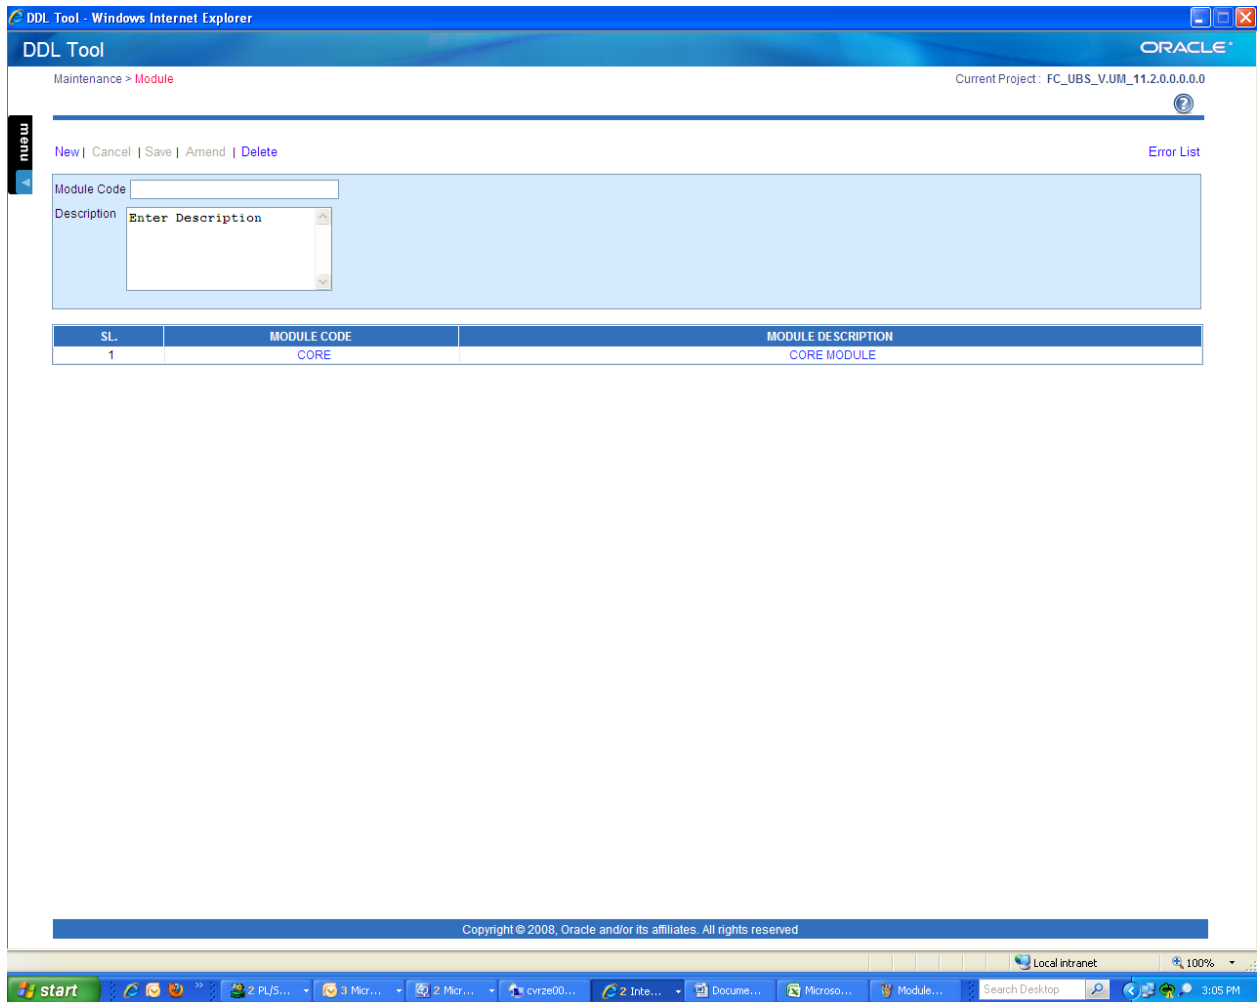 DDL Tool - Windows Internet Explorer
DDL Tool
ORACLE
Maintenance > Module
Current Project : FC_UBS_V.UM_11.2.0.0.0.0.0
menu
New | Cancel | Save | Amend | Delete
Error List
Module Code
Description
Enter Description
SL. MODULE CODE MODULE DESCRIPTION
1 CORE CORE MODULE
Copyright © 2008, Oracle and/or its affiliates. All rights reserved
Local intranet
100%
start
2 PL/S...
3 Micr...
2 Micr...
cvrze00...
2 Inte...
Docume...
Microso...
Module...
Search Desktop
3:05 PM